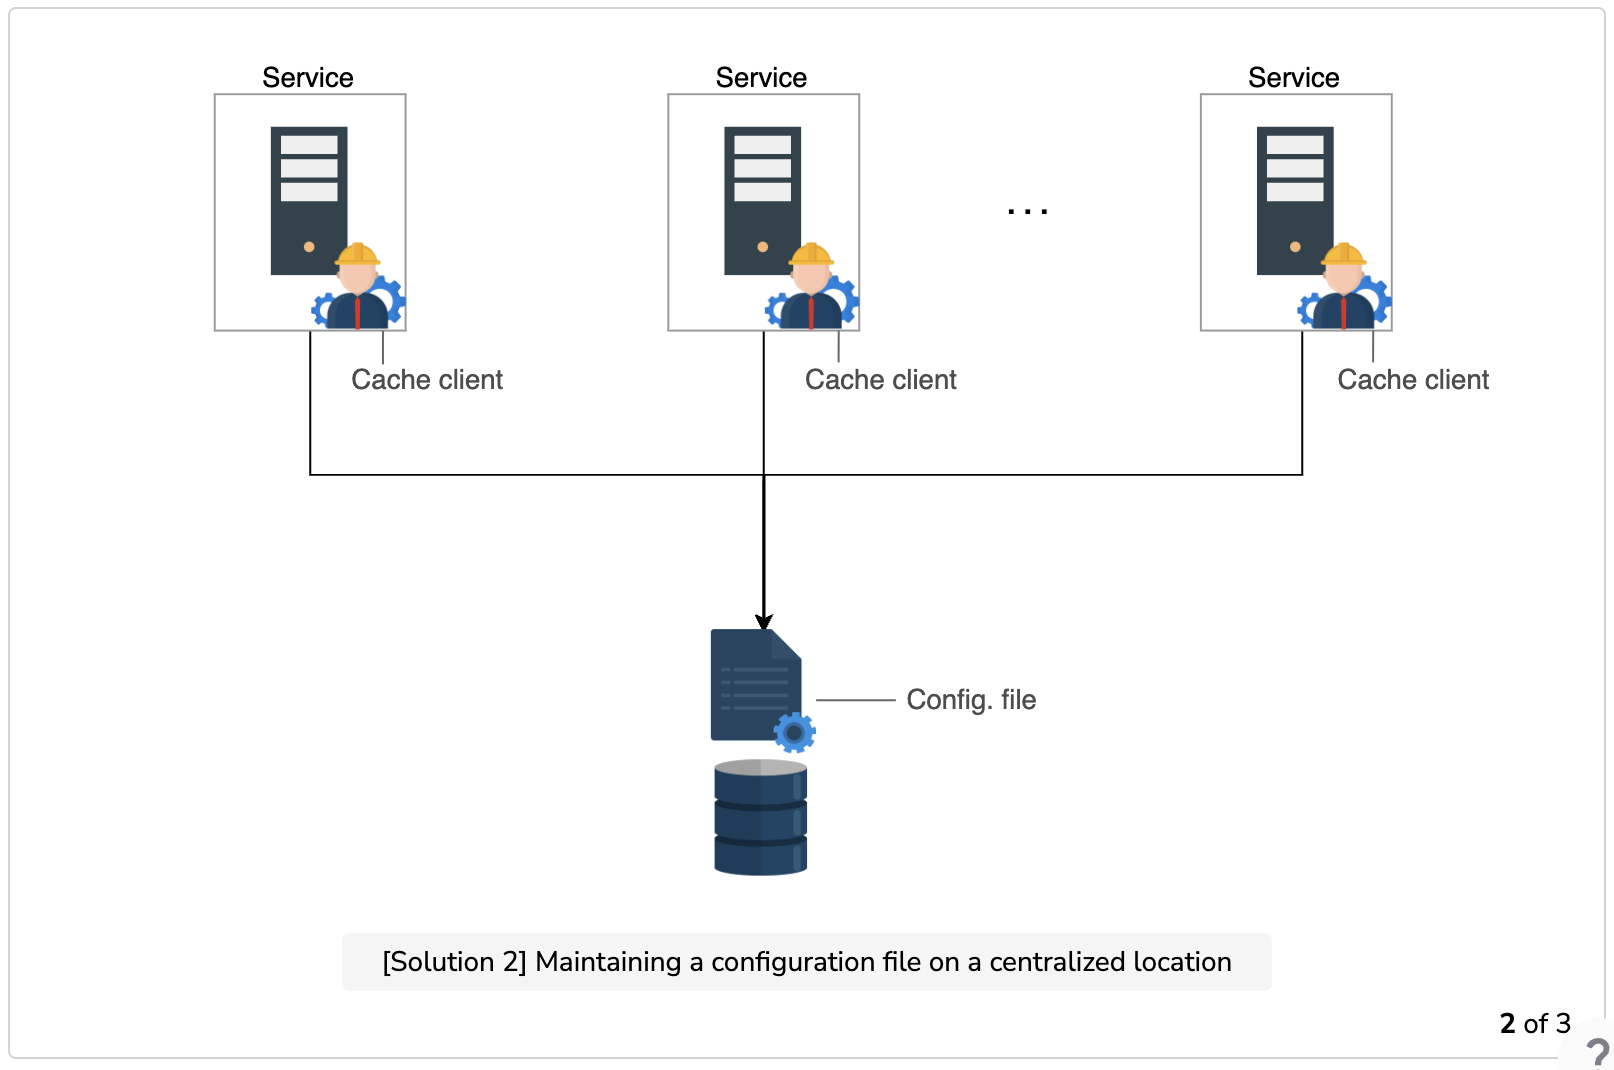 Service
Service
Service
...
Cache client
Cache client
Cache client
Config. file
[Solution 2] Maintaining a configuration file on a centralized location
2 of 3
?